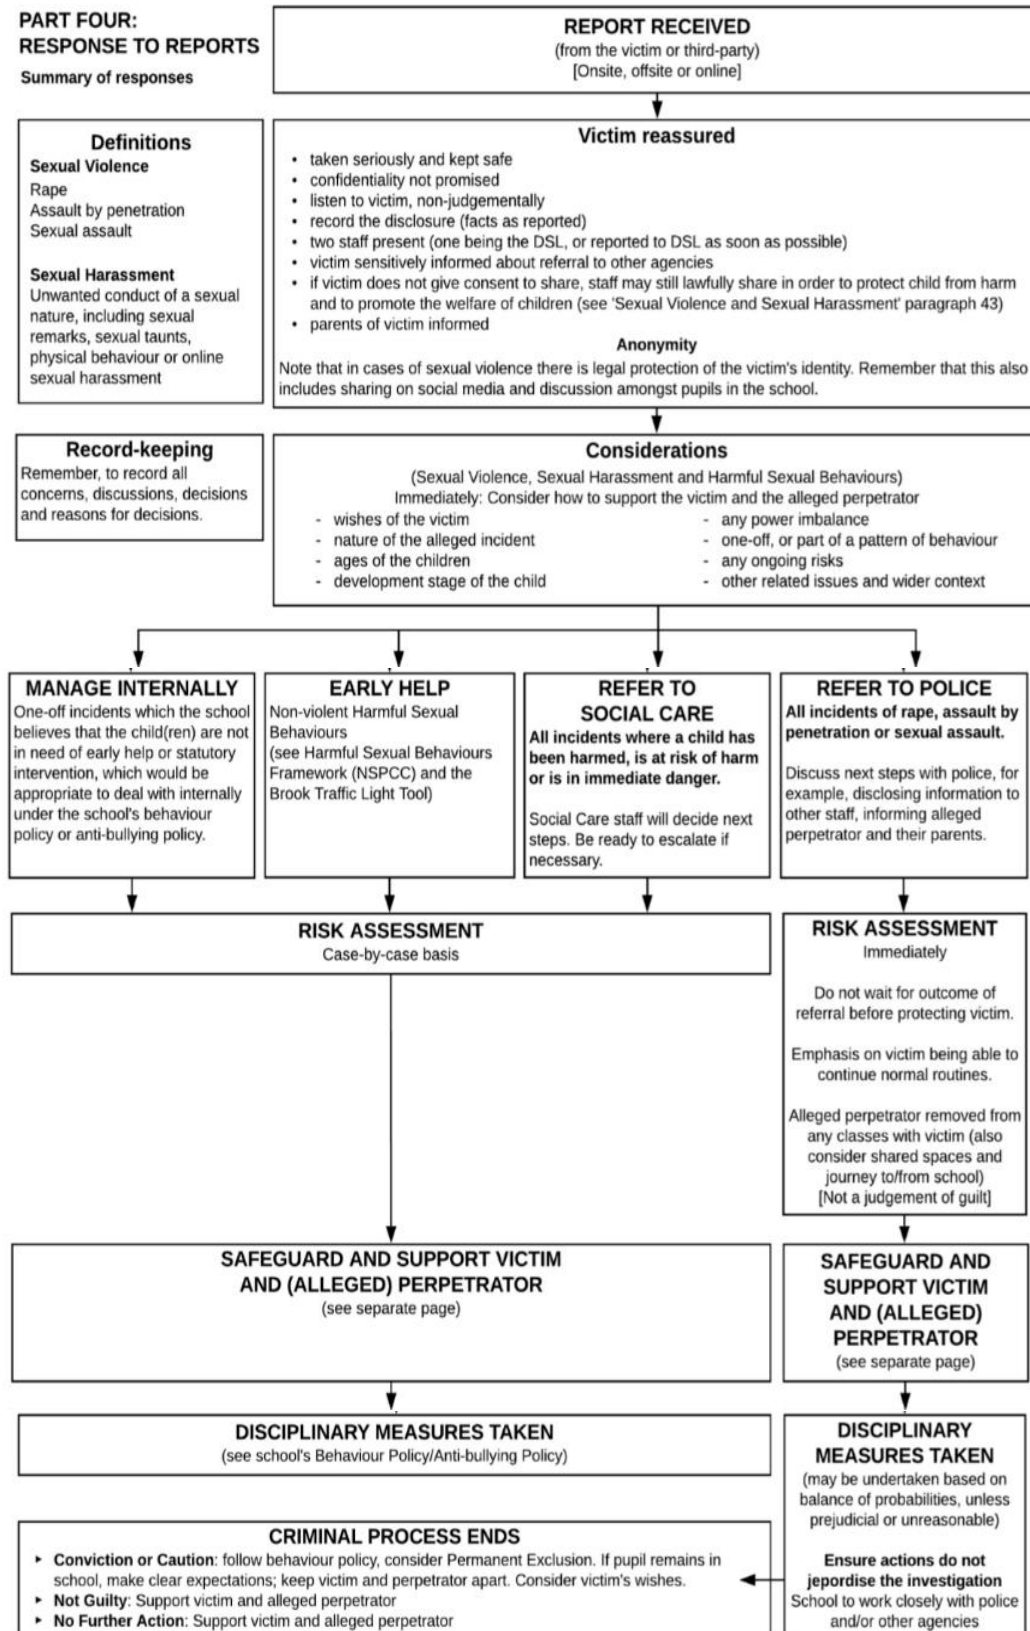 PART FOUR:
RESPONSE TO REPORTS
Summary of responses
REPORT RECEIVED
(from the victim or third-party)
[Onsite, offsite or online]
Definitions
Sexual Violence
Rape
Assault by penetration
Sexual assault
Sexual Harassment
Unwanted conduct of a sexual
nature, including sexual
remarks, sexual taunts,
physical behaviour or online
sexual harassment
Victim reassured
• taken seriously and kept safe
• confidentiality not promised
• listen to victim, non-judgementally
• record the disclosure (facts as reported)
• two staff present (one being the DSL, or reported to DSL as soon as possible)
• victim sensitively informed about referral to other agencies
• if victim does not give consent to share, staff may still lawfully share in order to protect child from harm
and to promote the welfare of children (see 'Sexual Violence and Sexual Harassment' paragraph 43)
• parents of victim informed
Anonymity
Note that in cases of sexual violence there is legal protection of the victim's identity. Remember that this also
includes sharing on social media and discussion amongst pupils in the school.
Record-keeping
Remember, to record all
concerns, discussions, decisions
and reasons for decisions.
Considerations
(Sexual Violence, Sexual Harassment and Harmful Sexual Behaviours)
Immediately: Consider how to support the victim and the alleged perpetrator
- wishes of the victim
- nature of the alleged incident
- ages of the children
- development stage of the child
- any power imbalance
- one-off, or part of a pattern of behaviour
- any ongoing risks
- other related issues and wider context
MANAGE INTERNALLY
One-off incidents which the school
believes that the child(ren) are not
in need of early help or statutory
intervention, which would be
appropriate to deal with internally
under the school's behaviour
policy or anti-bullying policy.
EARLY HELP
Non-violent Harmful Sexual
Behaviours
(see Harmful Sexual Behaviours
Framework (NSPCC) and the
Brook Traffic Light Tool)
REFER TO
SOCIAL CARE
All incidents where a child has
been harmed, is at risk of harm
or is in immediate danger.
Social Care staff will decide next
steps. Be ready to escalate if
necessary.
REFER TO POLICE
All incidents of rape, assault by
penetration or sexual assault.
Discuss next steps with police, for
example, disclosing information to
other staff, informing alleged
perpetrator and their parents.
RISK ASSESSMENT
Case-by-case basis
RISK ASSESSMENT
Immediately
Do not wait for outcome of
referral before protecting victim.
Emphasis on victim being able to
continue normal routines.
Alleged perpetrator removed from
any classes with victim (also
consider shared spaces and
journey to/from school)
[Not a judgement of guilt]
SAFEGUARD AND SUPPORT VICTIM
AND (ALLEGED) PERPETRATOR
(see separate page)
SAFEGUARD AND
SUPPORT VICTIM
AND (ALLEGED)
PERPETRATOR
(see separate page)
DISCIPLINARY MEASURES TAKEN
(see school's Behaviour Policy/Anti-bullying Policy)
DISCIPLINARY
MEASURES TAKEN
(may be undertaken based on
balance of probabilities, unless
prejudicial or unreasonable)
Ensure actions do not
jepordise the investigation
School to work closely with police
and/or other agencies
CRIMINAL PROCESS ENDS
▸ Conviction or Caution: follow behaviour policy, consider Permanent Exclusion. If pupil remains in
school, make clear expectations; keep victim and perpetrator apart. Consider victim's wishes.
▸ Not Guilty: Support victim and alleged perpetrator
▸ No Further Action: Support victim and alleged perpetrator